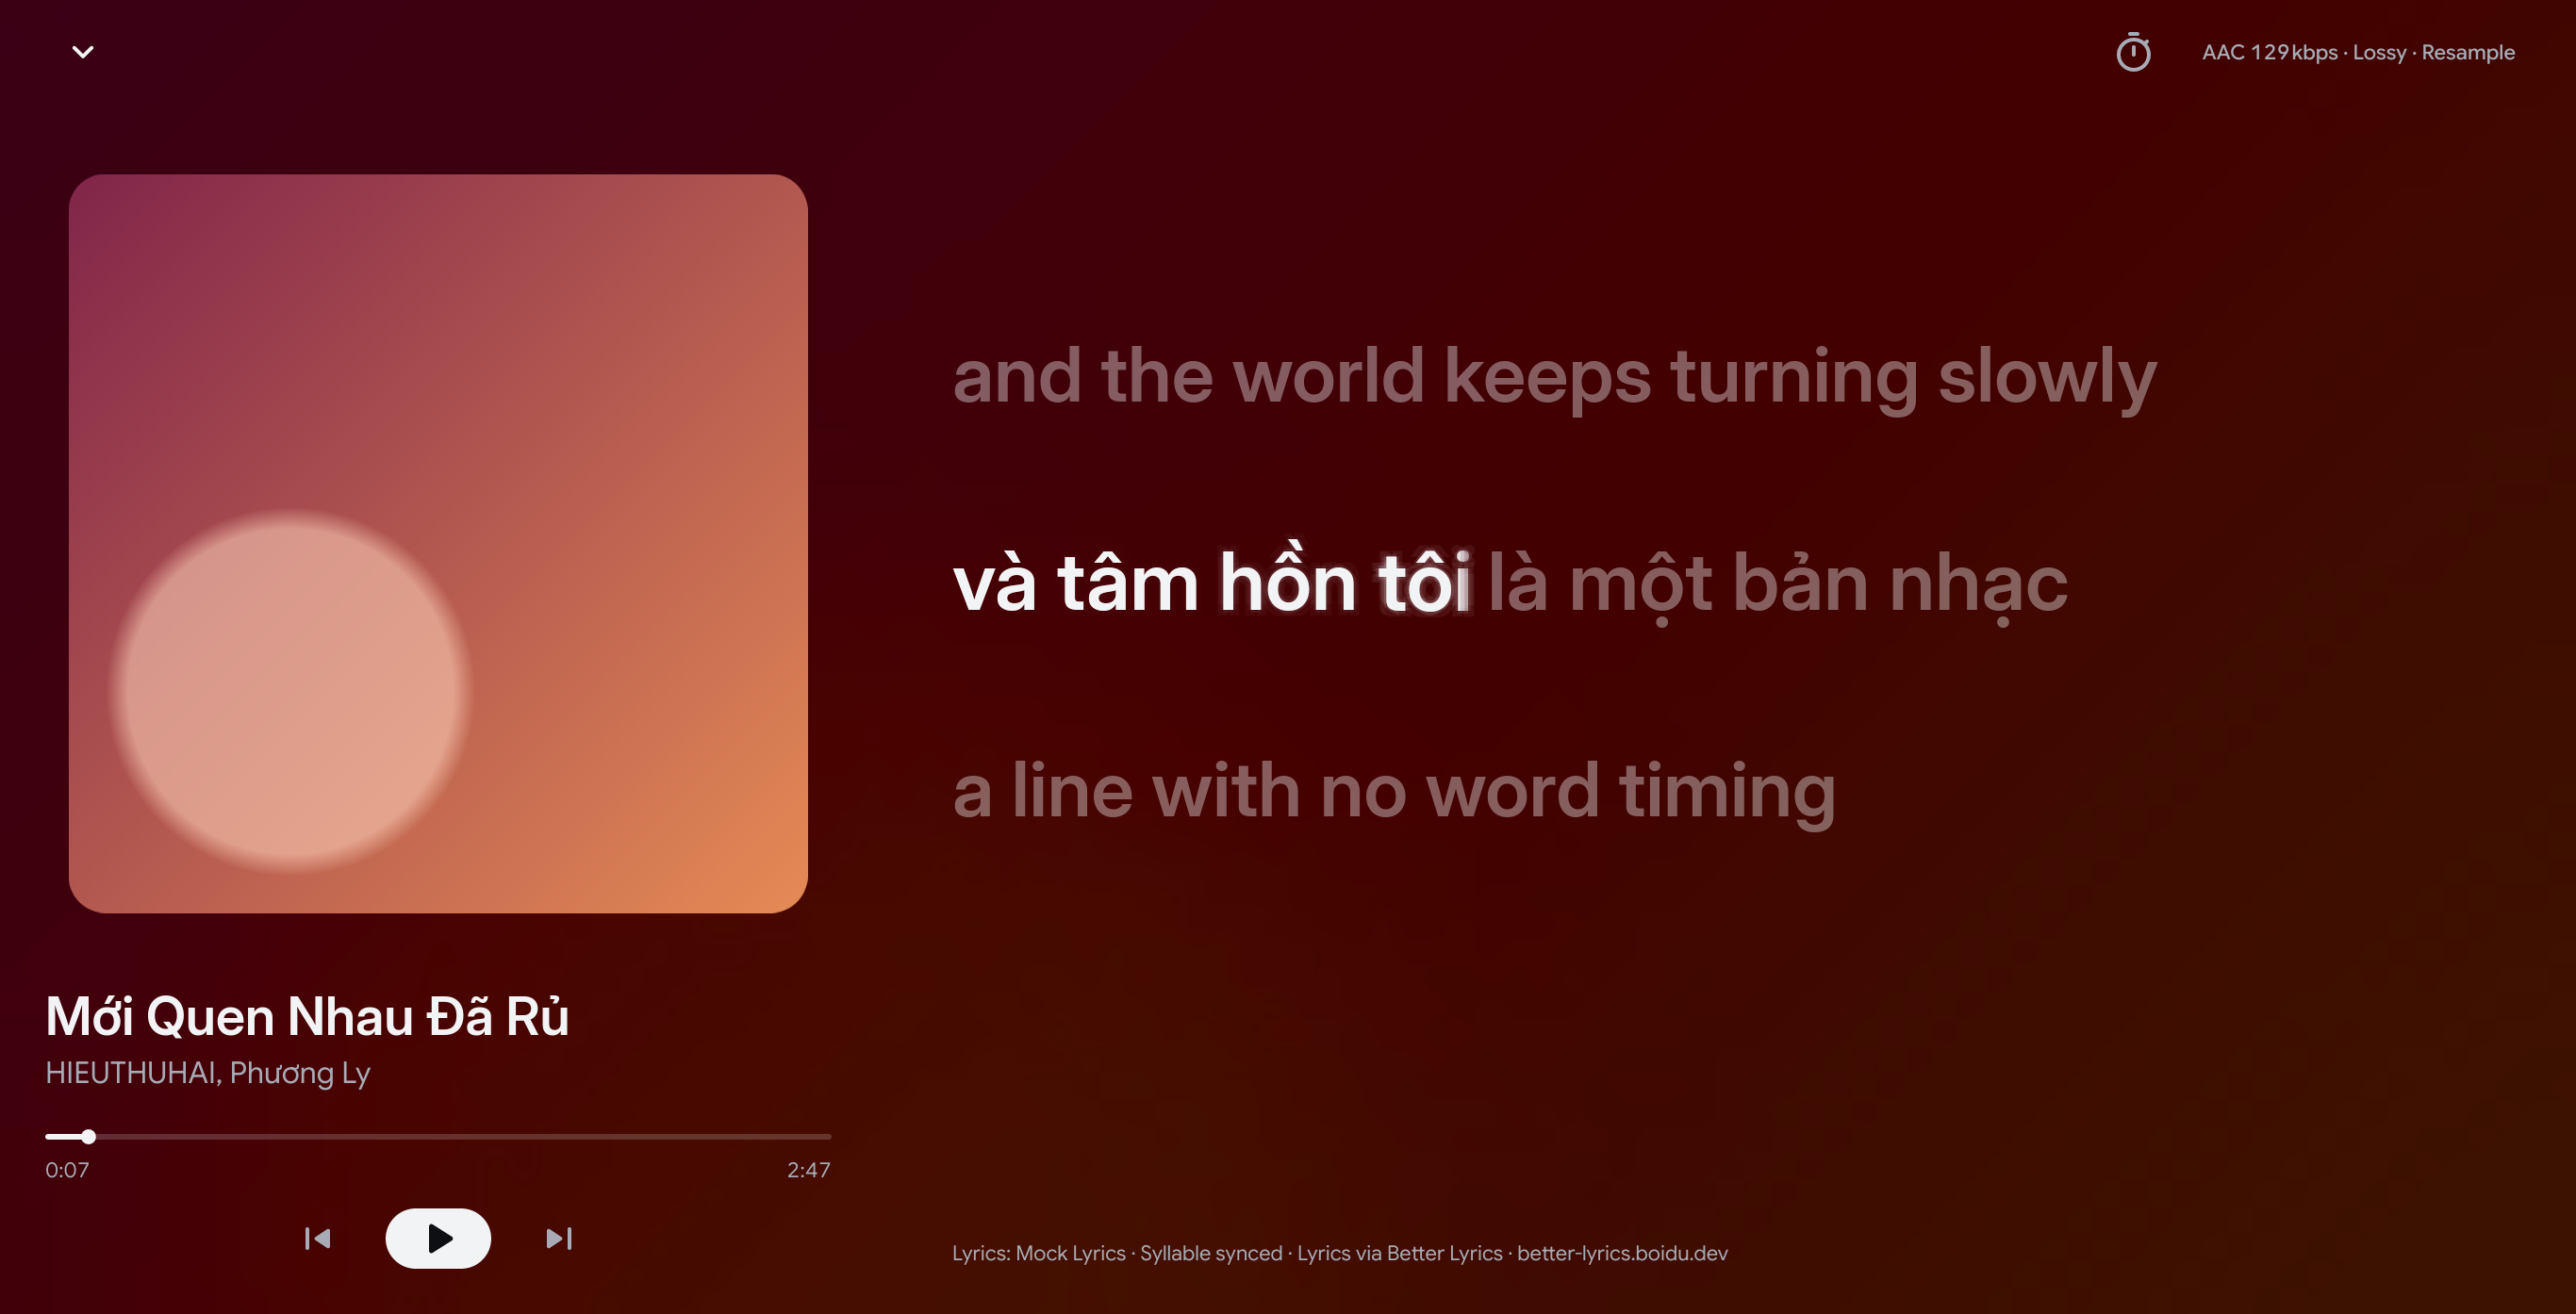 AAC 129 kbps · Lossy · Resample
and the world keeps turning slowly
và tâm hồn tôi là một bản nhạc
a line with no word timing
Mới Quen Nhau Đã Rủ
HIEUTHUHAI, Phương Ly
0:07 2:47
Lyrics: Mock Lyrics · Syllable synced · Lyrics via Better Lyrics · better-lyrics.boidu.dev